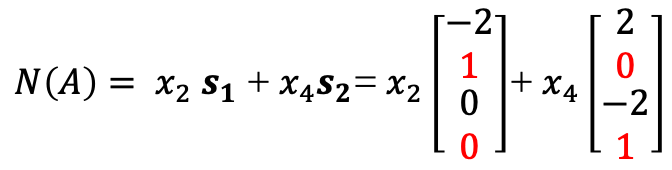 N(A) = x₂ s₁ + x₄s₂= x₂ [−2 1 0 0] + x₄ [2 0 −2 1]